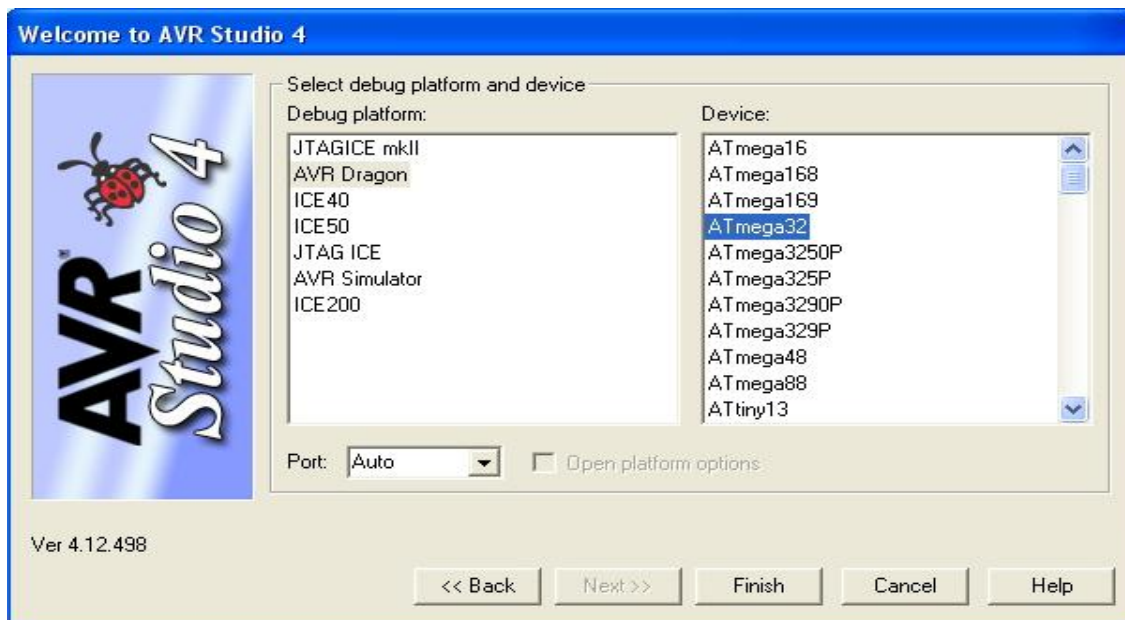 Welcome to AVR Studio 4
AVR® Studio 4
Select debug platform and device
Debug platform:
JTAGICE mkII
AVR Dragon
ICE40
ICE50
JTAG ICE
AVR Simulator
ICE200
Device:
ATmega16
ATmega168
ATmega169
ATmega32
ATmega3250P
ATmega325P
ATmega3290P
ATmega329P
ATmega48
ATmega88
ATtiny13
Port: Auto
Open platform options
Ver 4.12.498
<< Back Next >> Finish Cancel Help